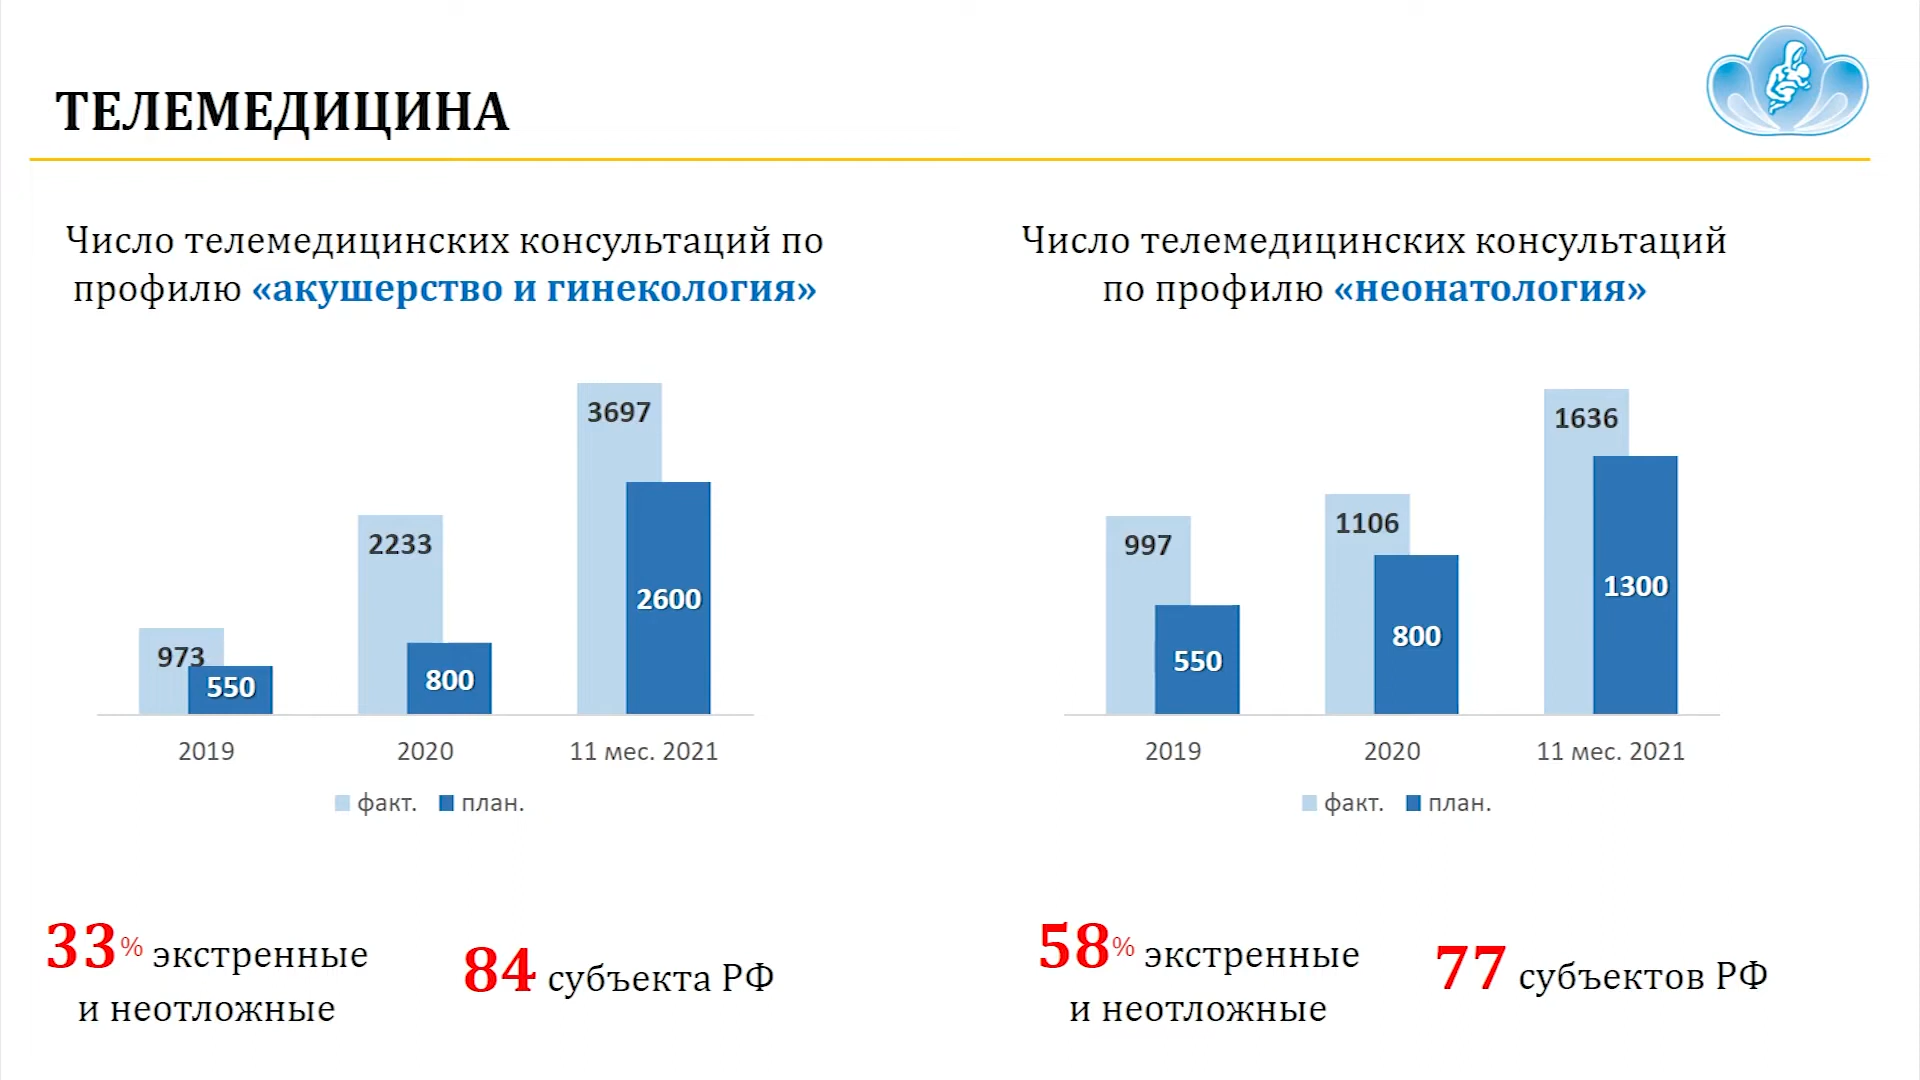 ТЕЛЕМЕДИЦИНА
Число телемедицинских консультаций по
профилю «акушерство и гинекология»
3697
2233
2600
973
550
800
2019
2020
11 мес. 2021
факт.
план.
33% экстренные
и неотложные
84 субъекта РФ
Число телемедицинских консультаций
по профилю «неонатология»
1636
1106
997
1300
800
550
2019
2020
11 мес. 2021
факт.
план.
58% экстренные
и неотложные
77 субъектов РФ